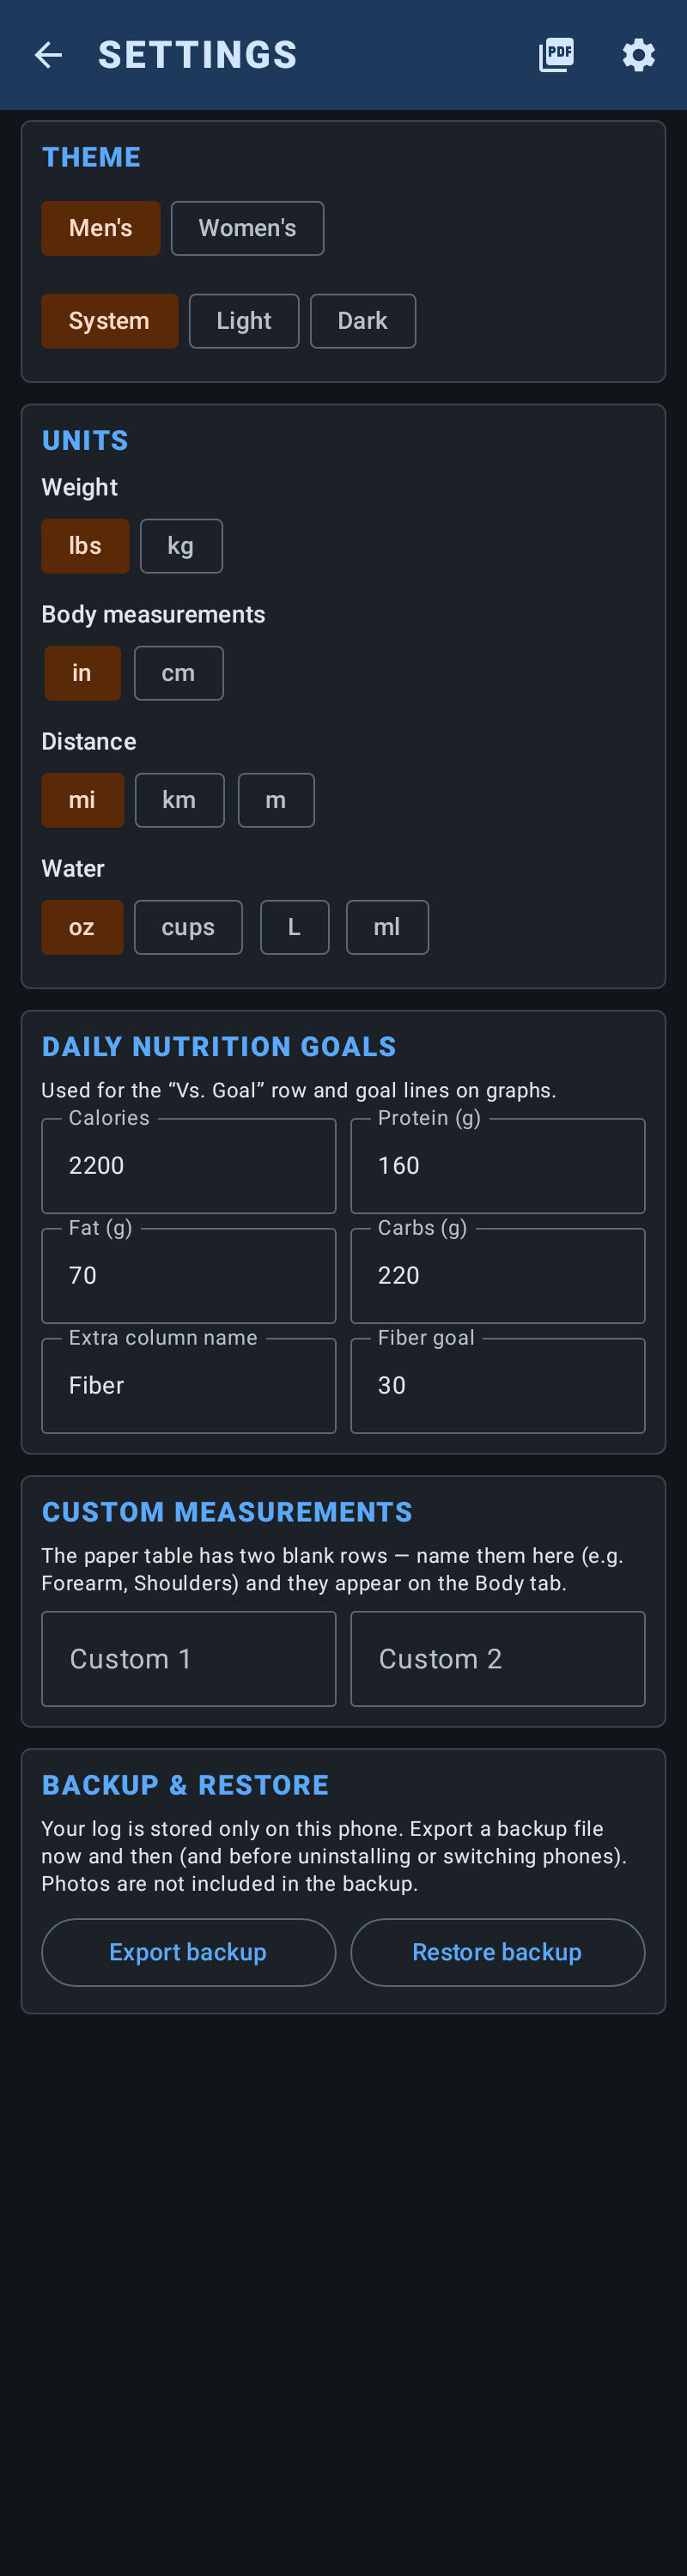 SETTINGS
PDF
THEME
Men's Women's
System Light Dark
UNITS
Weight
lbs kg
Body measurements
in cm
Distance
mi km m
Water
oz cups L ml
DAILY NUTRITION GOALS
Used for the “Vs. Goal” row and goal lines on graphs.
Calories Protein (g)
2200 160
Fat (g) Carbs (g)
70 220
Extra column name Fiber goal
Fiber 30
CUSTOM MEASUREMENTS
The paper table has two blank rows — name them here (e.g.
Forearm, Shoulders) and they appear on the Body tab.
Custom 1 Custom 2
BACKUP & RESTORE
Your log is stored only on this phone. Export a backup file
now and then (and before uninstalling or switching phones).
Photos are not included in the backup.
Export backup Restore backup